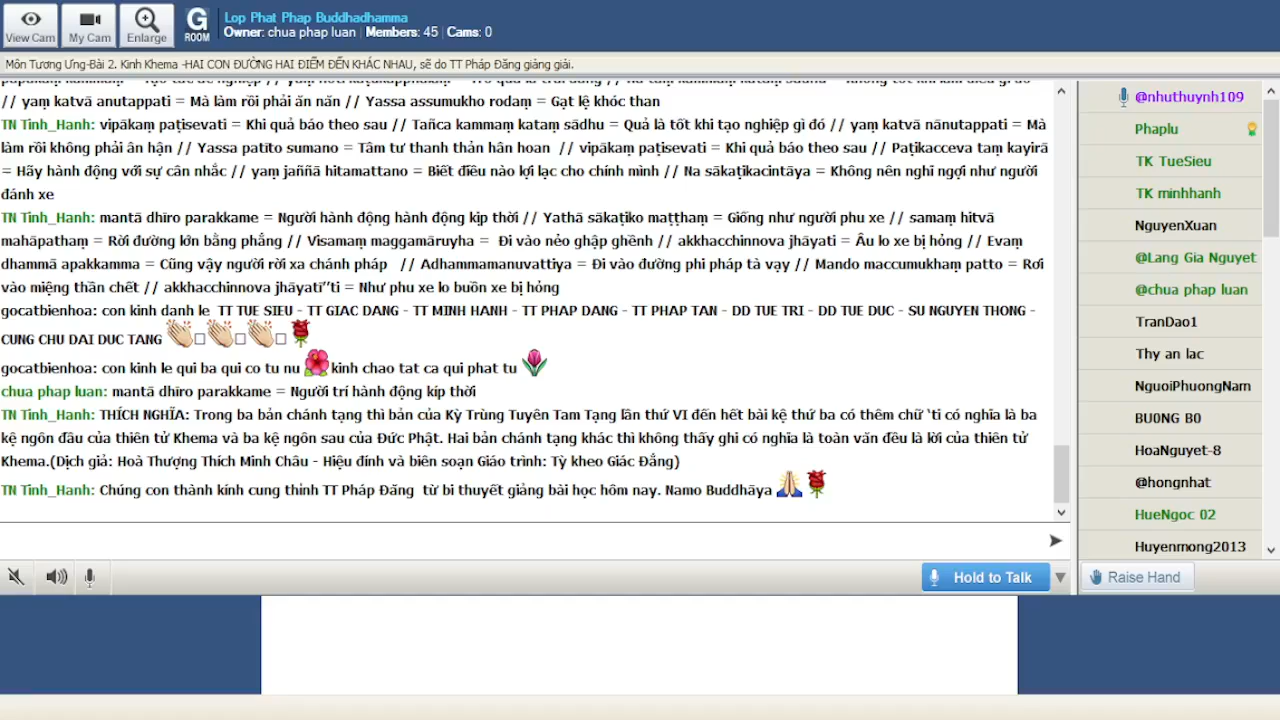 Lop Phat Phap Buddhadhamma
View Cam
My Cam
Enlarge
G ROOM
Owner: chua phap luan | Members: 45 | Cams: 0
Môn Tương Ưng-Bài 2. Kinh Khema -HAI CON ĐƯỜNG HAI ĐIỂM ĐẾN KHÁC NHAU, sẽ do TT Pháp Đăng giảng giải.
// yaṃ katvā anutappati = Mà làm rồi phải ăn năn // Yassa assumukho rodaṃ = Gạt lệ khóc than
TN Tinh_Hanh: vipākaṃ paṭisevati = Khi quả báo theo sau // Tañca kammaṃ kataṃ sādhu = Quả là tốt khi tạo nghiệp gì đó // yaṃ katvā nānutappati = Mà
làm rồi không phải ân hận // Yassa patīto sumano = Tâm tư thanh thản hân hoan // vipākaṃ paṭisevati = Khi quả báo theo sau // Paṭikacceva taṃ kayirā
= Hãy hành động với sự cân nhắc // yaṃ jaññā hitamattano = Biết điều nào lợi lạc cho chính mình // Na sākaṭikacintāya = Không nên nghĩ ngợi như người
đánh xe
TN Tinh_Hanh: mantā dhīro parakkame = Người hành động hành động kịp thời // Yathā sākaṭiko maṭṭhaṃ = Giống như người phu xe // samaṃ hitvā
mahāpathaṃ = Rời đường lớn bằng phẳng // Visamaṃ maggamāruyha = Đi vào nẻo ghập ghềnh // akkhacchinnova jhāyati = Âu lo xe bị hỏng // Evaṃ
dhammā apakkamma = Cũng vậy người rời xa chánh pháp // Adhammamanuvattiya = Đi vào đường phi pháp tà vạy // Mando maccumukhaṃ patto = Rơi
vào miệng thần chết // akkhacchinnova jhāyatī’’ti = Như phu xe lo buồn xe bị hỏng
gocatbienhoa: con kinh danh le TT TUE SIEU - TT GIAC DANG - TT MINH HANH - TT PHAP DANG - TT PHAP TAN - DD TUE TRI - DD TUE DUC - SU NGUYEN THONG -
CUNG CHU DAI DUC TANG
gocatbienhoa: con kinh le qui ba qui co tu nu kinh chao tat ca qui phat tu
chua phap luan: mantā dhīro parakkame = Người trí hành động kịp thời
TN Tinh_Hanh: THÍCH NGHĨA: Trong ba bản chánh tạng thì bản của Kỳ Trùng Tuyên Tam Tạng lần thứ VI đến hết bài kệ thứ ba có thêm chữ ‘ti có nghia là ba
kệ ngôn đầu của thiên tử Khema và ba kệ ngôn sau của Đức Phật. Hai bản chánh tạng khác thì không thấy ghi có nghĩa là toàn văn đều là lời của thiên tử
Khema.(Dịch giả: Hoà Thượng Thích Minh Châu - Hiệu đính và biên soạn Giáo trình: Tỳ kheo Giác Đẳng)
TN Tinh_Hanh: Chúng con thành kính cung thỉnh TT Pháp Đăng từ bi thuyết giảng bài học hôm nay. Namo Buddhāya
@nhuthuynh109
Phaplu
TK TueSieu
TK minhhanh
NguyenXuan
@Lang Gia Nguyet
@chua phap luan
TranDao1
Thy an lac
NguoiPhuongNam
BU0NG B0
HoaNguyet-8
@hongnhat
HueNgoc 02
Huyenmong2013
Hold to Talk
Raise Hand